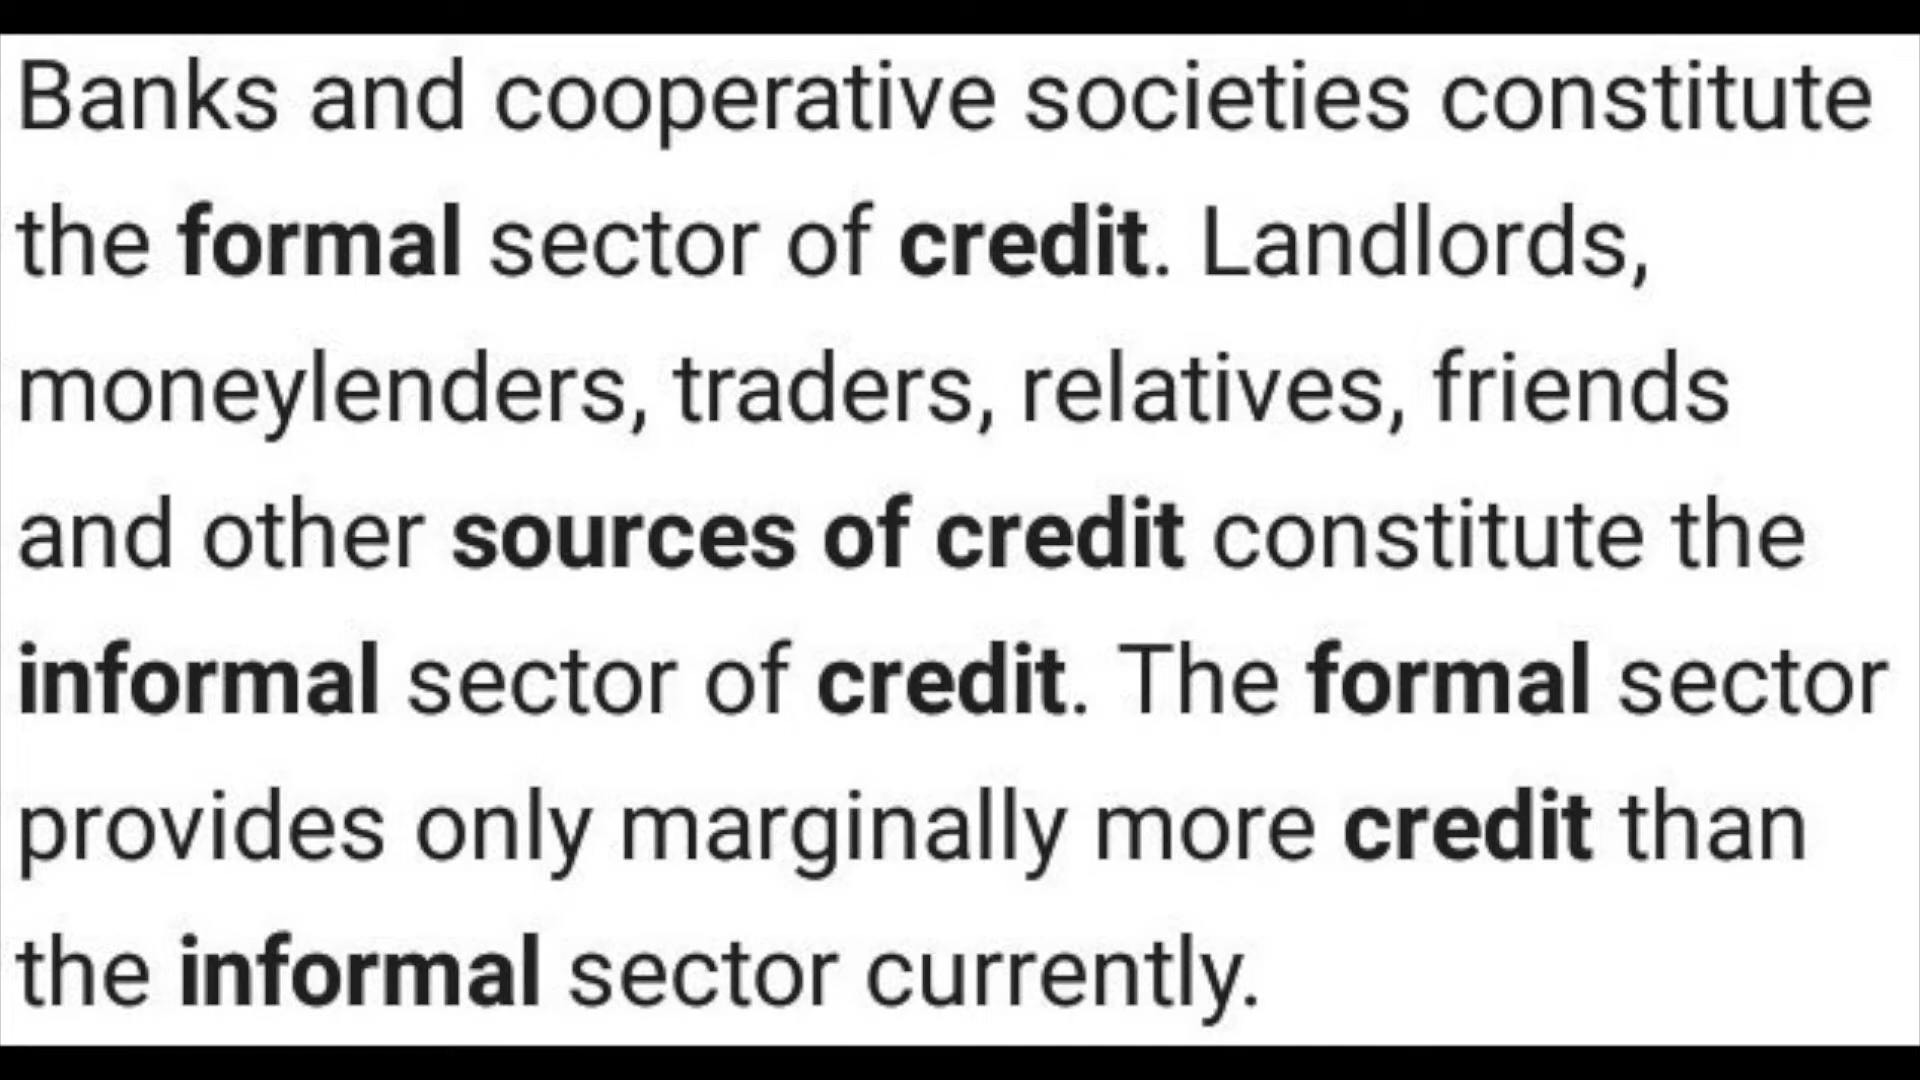 Banks and cooperative societies constitute
the formal sector of credit. Landlords,
moneylenders, traders, relatives, friends
and other sources of credit constitute the
informal sector of credit. The formal sector
provides only marginally more credit than
the informal sector currently.